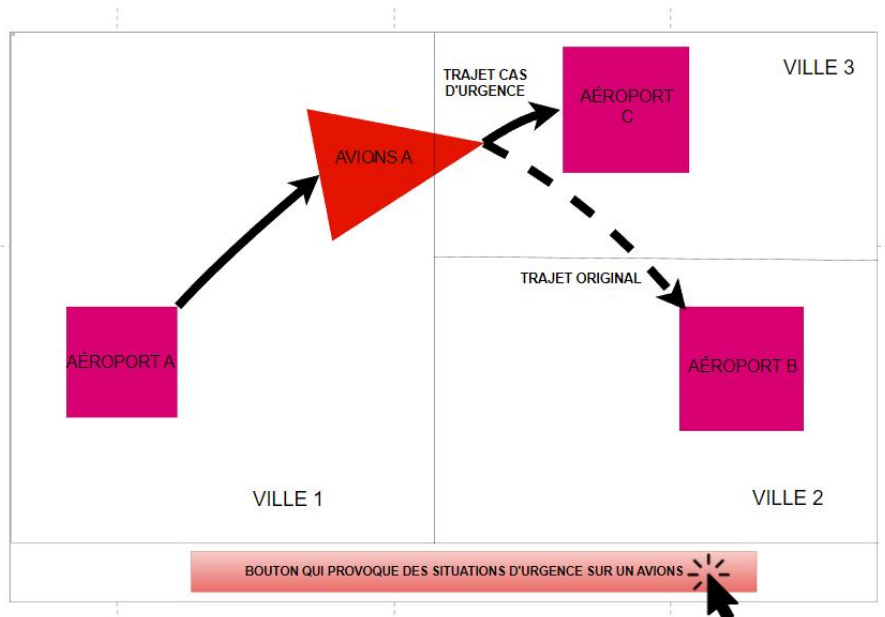 VILLE 3
TRAJET CAS
D'URGENCE
AÉROPORT
C
AVIONS A
TRAJET ORIGINAL
AÉROPORT A
AÉROPORT B
VILLE 1
VILLE 2
BOUTON QUI PROVOQUE DES SITUATIONS D'URGENCE SUR UN AVIONS